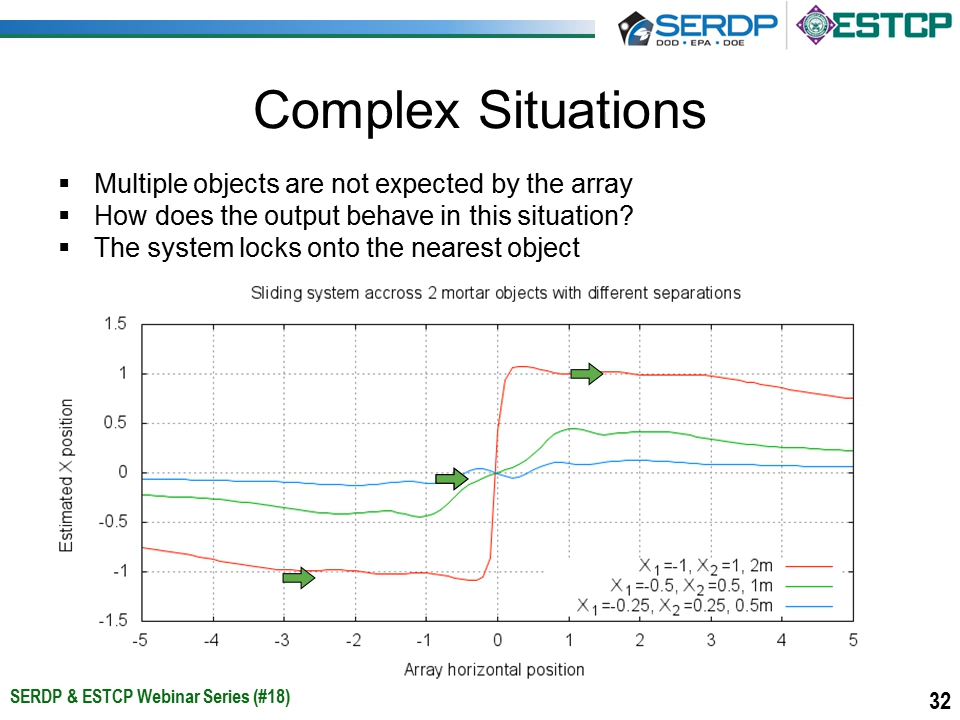 SERDP
DOD • EPA • DOE
ESTCP
Complex Situations
Multiple objects are not expected by the array
How does the output behave in this situation?
The system locks onto the nearest object
Sliding system accross 2 mortar objects with different separations
1.5
1
0.5
0
-0.5
-1
-1.5
Estimated X position
X1=-1, X2=1, 2m
X1=-0.5, X2=0.5, 1m
X1=-0.25, X2=0.25, 0.5m
-5 -4 -3 -2 -1 0 1 2 3 4 5
Array horizontal position
SERDP & ESTCP Webinar Series (#18)
32